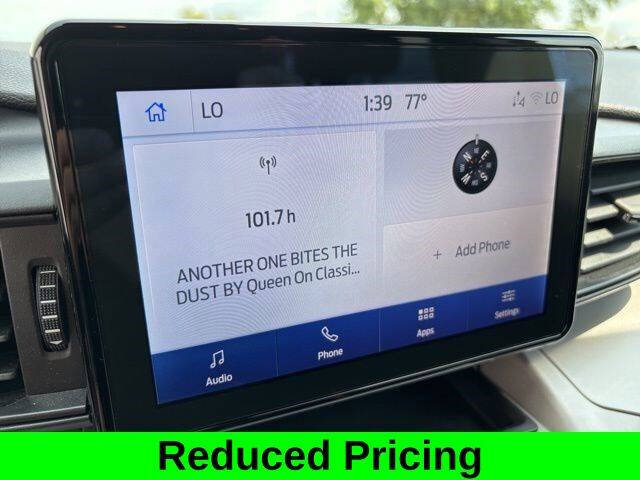 LO 1:39 77° 4 LO
101.7 h
ANOTHER ONE BITES THE
DUST BY Queen On Classi...
N E S W
+ Add Phone
Audio Phone Apps Settings
Reduced Pricing